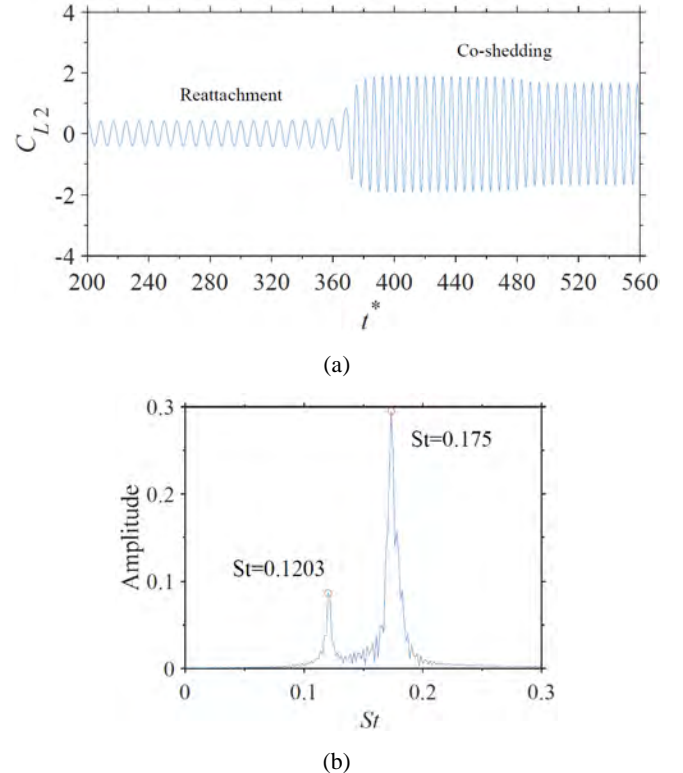 4
2
0
-2
-4
C_{L 2}
Reattachment
Co-shedding
200 240 280 320 360 400 440 480 520 560
t^*
(a)
0.3
0.2
0.1
0
Amplitude
St=0.175
St=0.1203
0 0.1 0.2 0.3
St
(b)